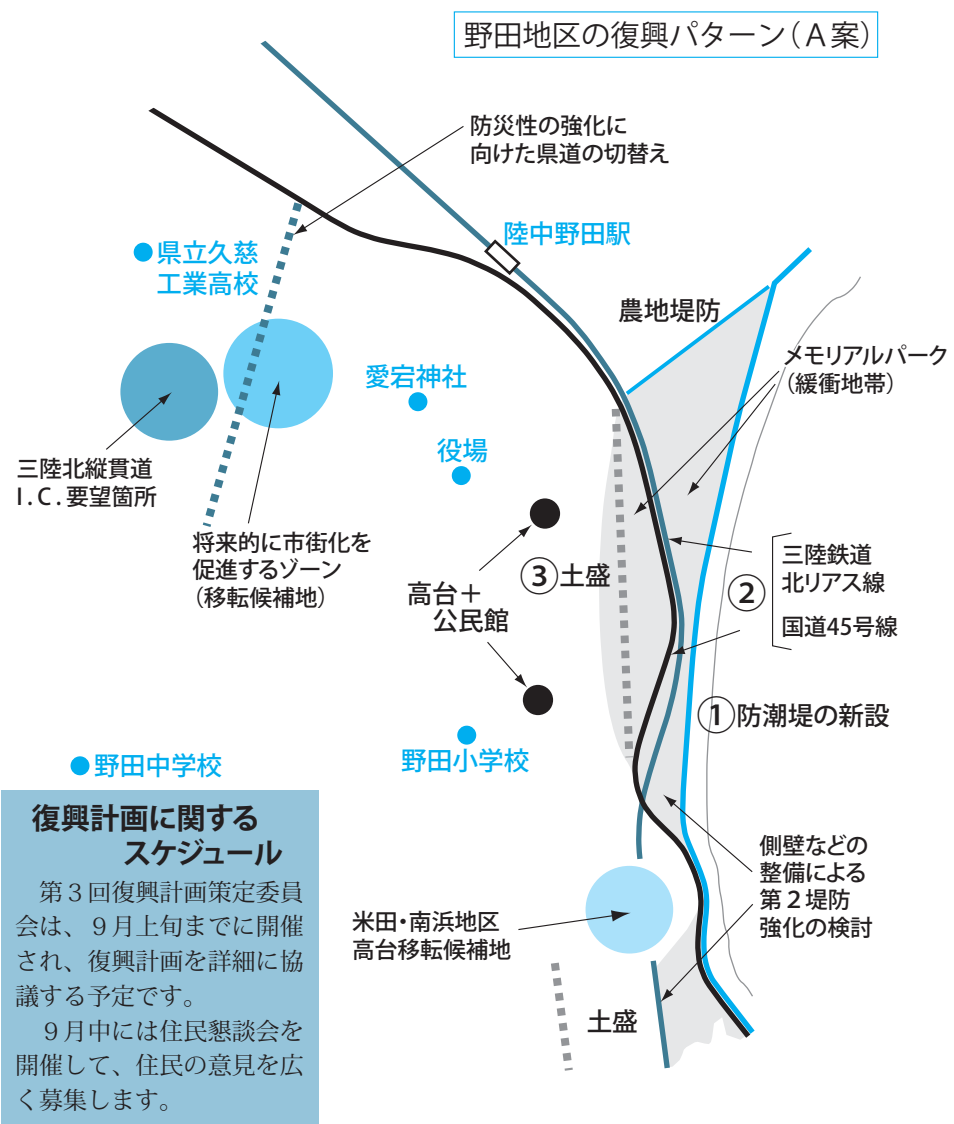 野田地区の復興パターン（Ａ案）
防災性の強化に
向けた県道の切替え
陸中野田駅
県立久慈
工業高校
農地堤防
メモリアルパーク
（緩衝地帯）
愛宕神社
役場
三陸北縦貫道
I.C.要望箇所
将来的に市街化を
促進するゾーン
（移転候補地）
高台＋
公民館
③土盛
②
三陸鉄道
北リアス線
国道45号線
①防潮堤の新設
野田小学校
野田中学校
側壁などの
整備による
第２堤防
強化の検討
米田・南浜地区
高台移転候補地
土盛
復興計画に関する
スケジュール
第３回復興計画策定委員
会は、９月上旬までに開催
され、復興計画を詳細に協
議する予定です。
９月中には住民懇談会を
開催して、住民の意見を広
く募集します。